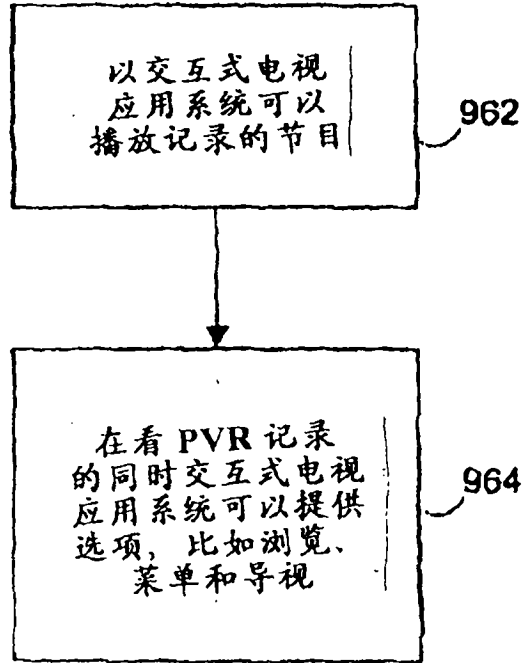 以交互式电视
应用系统可以
播放记录的节目
962
在看 PVR 记录
的同时交互式电视
应用系统可以提供
选项，比如浏览、
菜单和导视
964